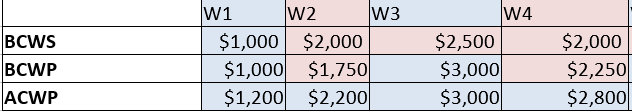 W1 W2 W3 W4
BCWS $1,000 $2,000 $2,500 $2,000
BCWP $1,000 $1,750 $3,000 $2,250
ACWP $1,200 $2,200 $3,000 $2,800